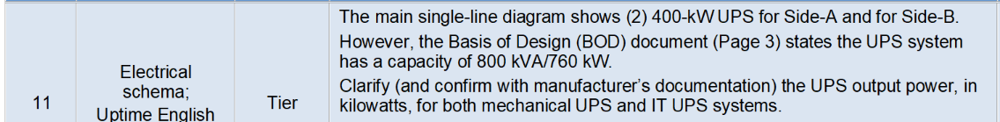 The main single-line diagram shows (2) 400-kW UPS for Side-A and for Side-B.
However, the Basis of Design (BOD) document (Page 3) states the UPS system
has a capacity of 800 kVA/760 kW.
Electrical
schema;
Uptime English
11
Tier
Clarify (and confirm with manufacturer's documentation) the UPS output power, in
kilowatts, for both mechanical UPS and IT UPS systems.